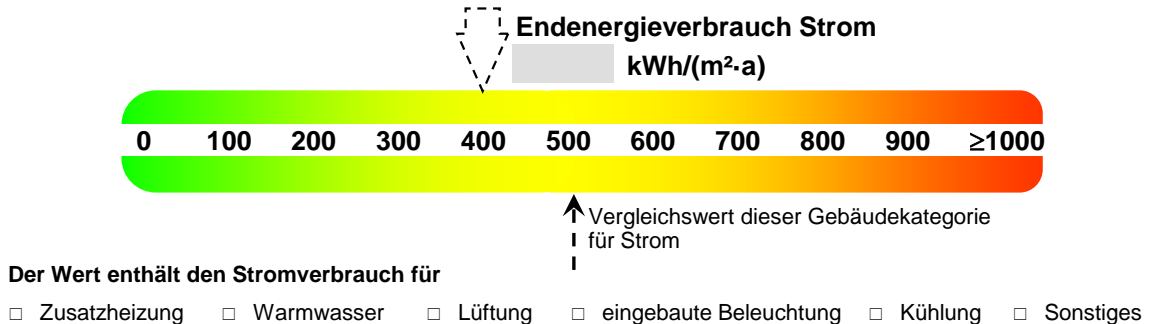 Endenergieverbrauch Strom
kWh/(m²·a)
0 100 200 300 400 500 600 700 800 900 ≥1000
Vergleichswert dieser Gebäudekategorie
für Strom
Der Wert enthält den Stromverbrauch für
□ Zusatzheizung □ Warmwasser □ Lüftung □ eingebaute Beleuchtung □ Kühlung □ Sonstiges